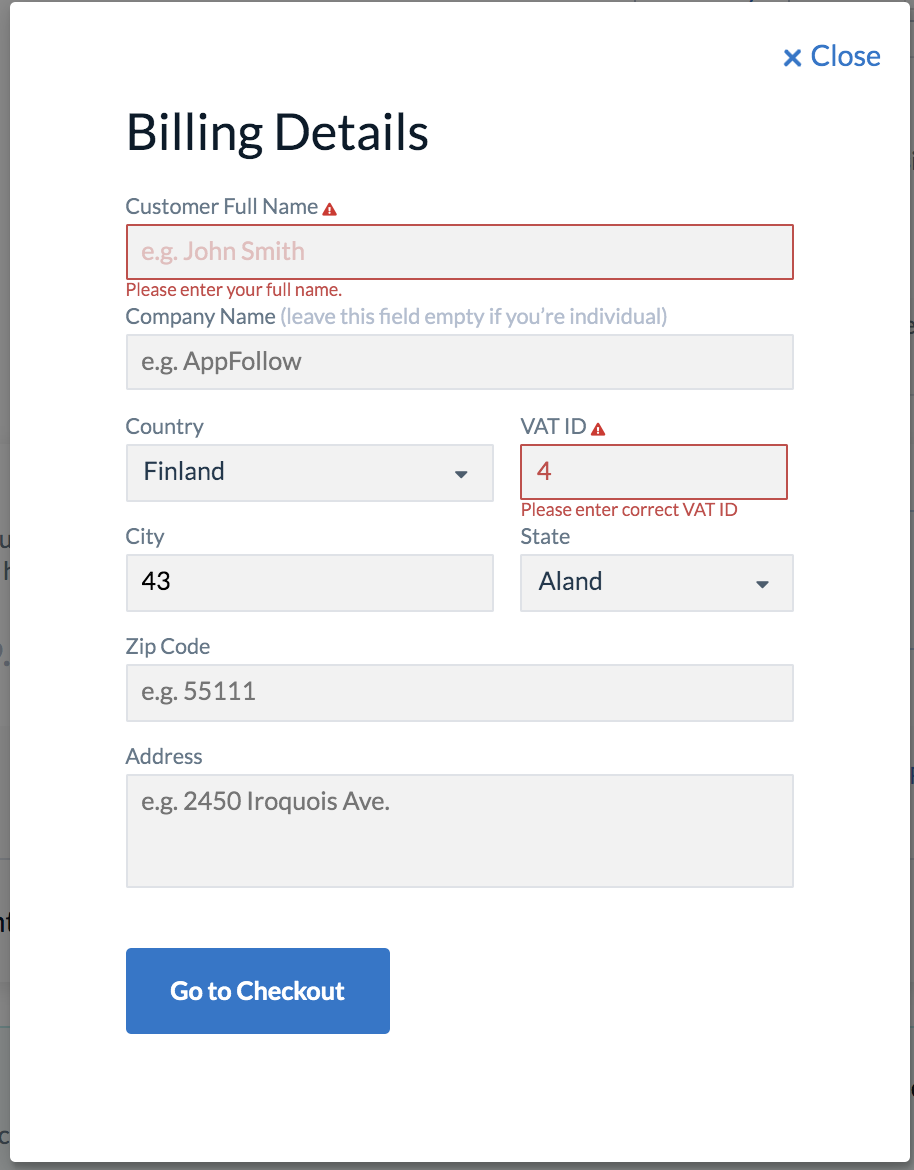 × Close
Billing Details
Customer Full Name
e.g. John Smith
Please enter your full name.
Company Name (leave this field empty if you’re individual)
e.g. AppFollow
Country
VAT ID
Finland
4
Please enter correct VAT ID
City
State
43
Aland
Zip Code
e.g. 55111
Address
e.g. 2450 Iroquois Ave.
Go to Checkout